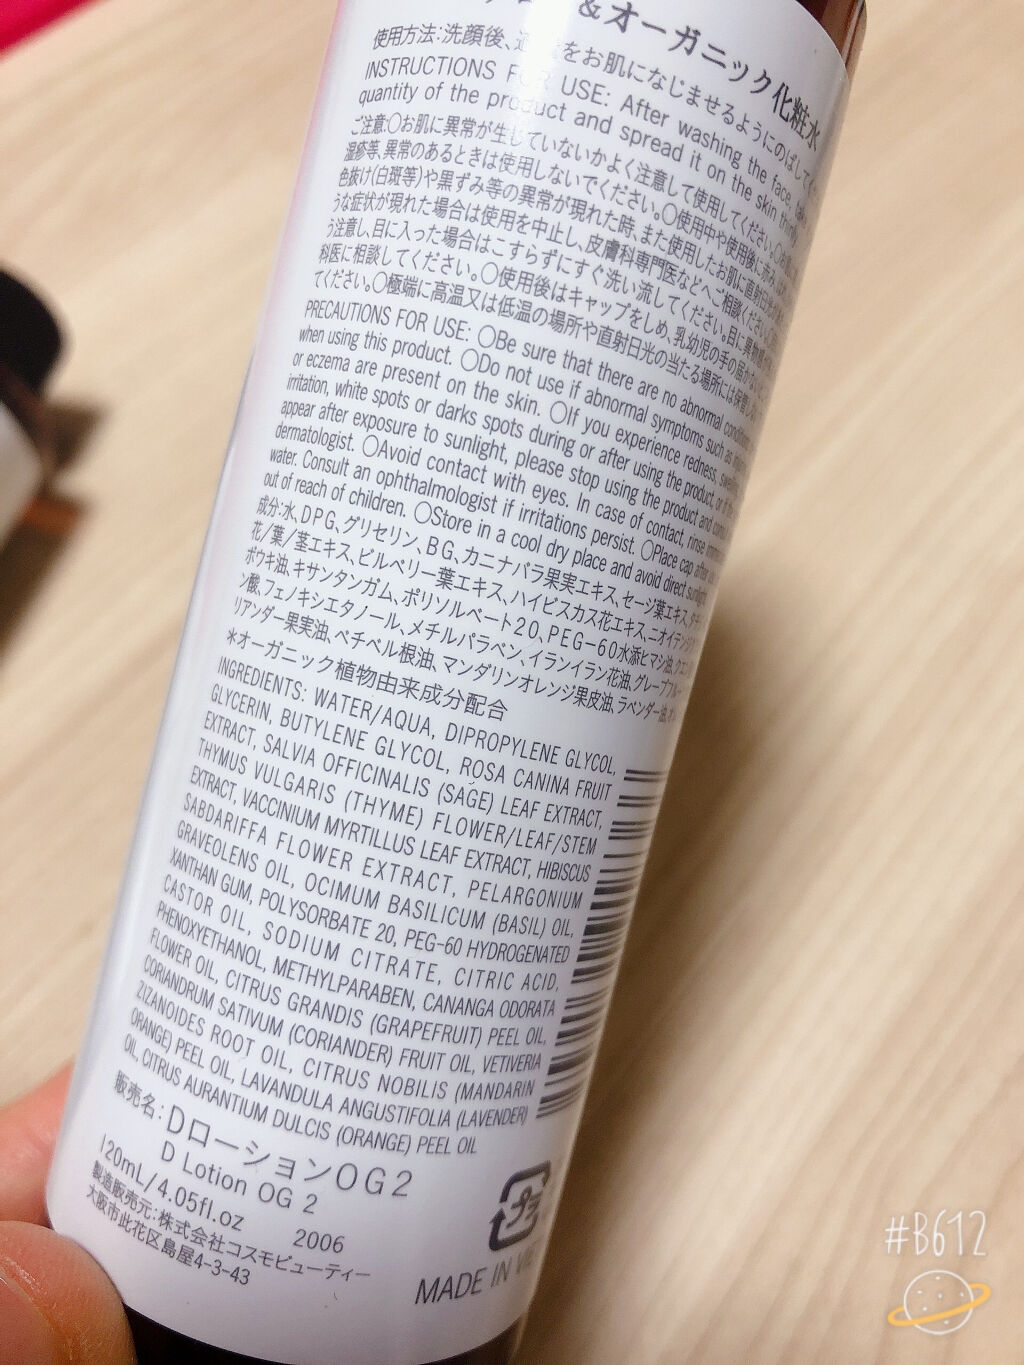 &オーガニック化粧水
使用方法:洗顔後、適量をお肌になじませるようにのばして
INSTRUCTIONS FOR USE: After washing the face,
quantity of the product and spread it on the skin
ご注意:○お肌に異常が生じていないかよく注意して使用してください。○
湿疹等、異常のあるときは使用しないでください。○使用中や使用後に
色抜け(白斑等)や黒ずみ等の異常が現れた時、また使用したお肌に直射日光
うな症状が現れた場合は使用を中止し、皮膚科専門医などへご相談ください
う注意し、目に入った場合はこすらずにすぐ洗い流してください。目に異物感
科医に相談してください。○使用後はキャップをしめ、乳幼児の手の届かない
てください。○極端に高温又は低温の場所や直射日光の当たる場所には保管
PRECAUTIONS FOR USE: ○Be sure that there are no abnormal conditions
when using this product. ○Do not use if abnormal symptoms such as
or eczema are present on the skin. ○If you experience redness,
irritation, white spots or darks spots during or after using the product, or if
appear after exposure to sunlight, please stop using the product and
dermatologist. ○Avoid contact with eyes. In case of contact, rinse
water. Consult an ophthalmologist if irritations persist. ○Place cap after
out of reach of children. ○Store in a cool dry place and avoid direct sunlight
成分:水、DPG、グリセリン、BG、カニナバラ果実エキス、セージ葉エキス、
花/葉/茎エキス、ビルベリー葉エキス、ハイビスカス花エキス、ニオイテンジク
ボウキ油、キサンタンガム、ポリソルベート20、PEG-60水添ヒマシ油、クエ
ン酸、フェノキシエタノール、メチルパラベン、イランイラン花油、グレープフルー
リアンダー果実油、ベチベル根油、マンダリンオレンジ果皮油、ラベンダー油、
＊オーガニック植物由来成分配合
INGREDIENTS: WATER/AQUA, DIPROPYLENE GLYCOL,
GLYCERIN, BUTYLENE GLYCOL, ROSA CANINA FRUIT
EXTRACT, SALVIA OFFICINALIS (SAGE) LEAF EXTRACT,
THYMUS VULGARIS (THYME) FLOWER/LEAF/STEM
EXTRACT, VACCINIUM MYRTILLUS LEAF EXTRACT, HIBISCUS
SABDARIFFA FLOWER EXTRACT, PELARGONIUM
GRAVEOLENS OIL, OCIMUM BASILICUM (BASIL) OIL,
XANTHAN GUM, POLYSORBATE 20, PEG-60 HYDROGENATED
CASTOR OIL, SODIUM CITRATE, CITRIC ACID,
PHENOXYETHANOL, METHYLPARABEN, CANANGA ODORATA
FLOWER OIL, CITRUS GRANDIS (GRAPEFRUIT) PEEL OIL,
CORIANDRUM SATIVUM (CORIANDER) FRUIT OIL, VETIVERIA
ZIZANOIDES ROOT OIL, CITRUS NOBILIS (MANDARIN
ORANGE) PEEL OIL, LAVANDULA ANGUSTIFOLIA (LAVENDER)
OIL, CITRUS AURANTIUM DULCIS (ORANGE) PEEL OIL
販売名:DローションOG2
D Lotion OG 2
120mL/4.05fl.oz 2006
製造販売元:株式会社コスモビューティー
大阪市此花区島屋4-3-43
プラ
MADE IN
#B612